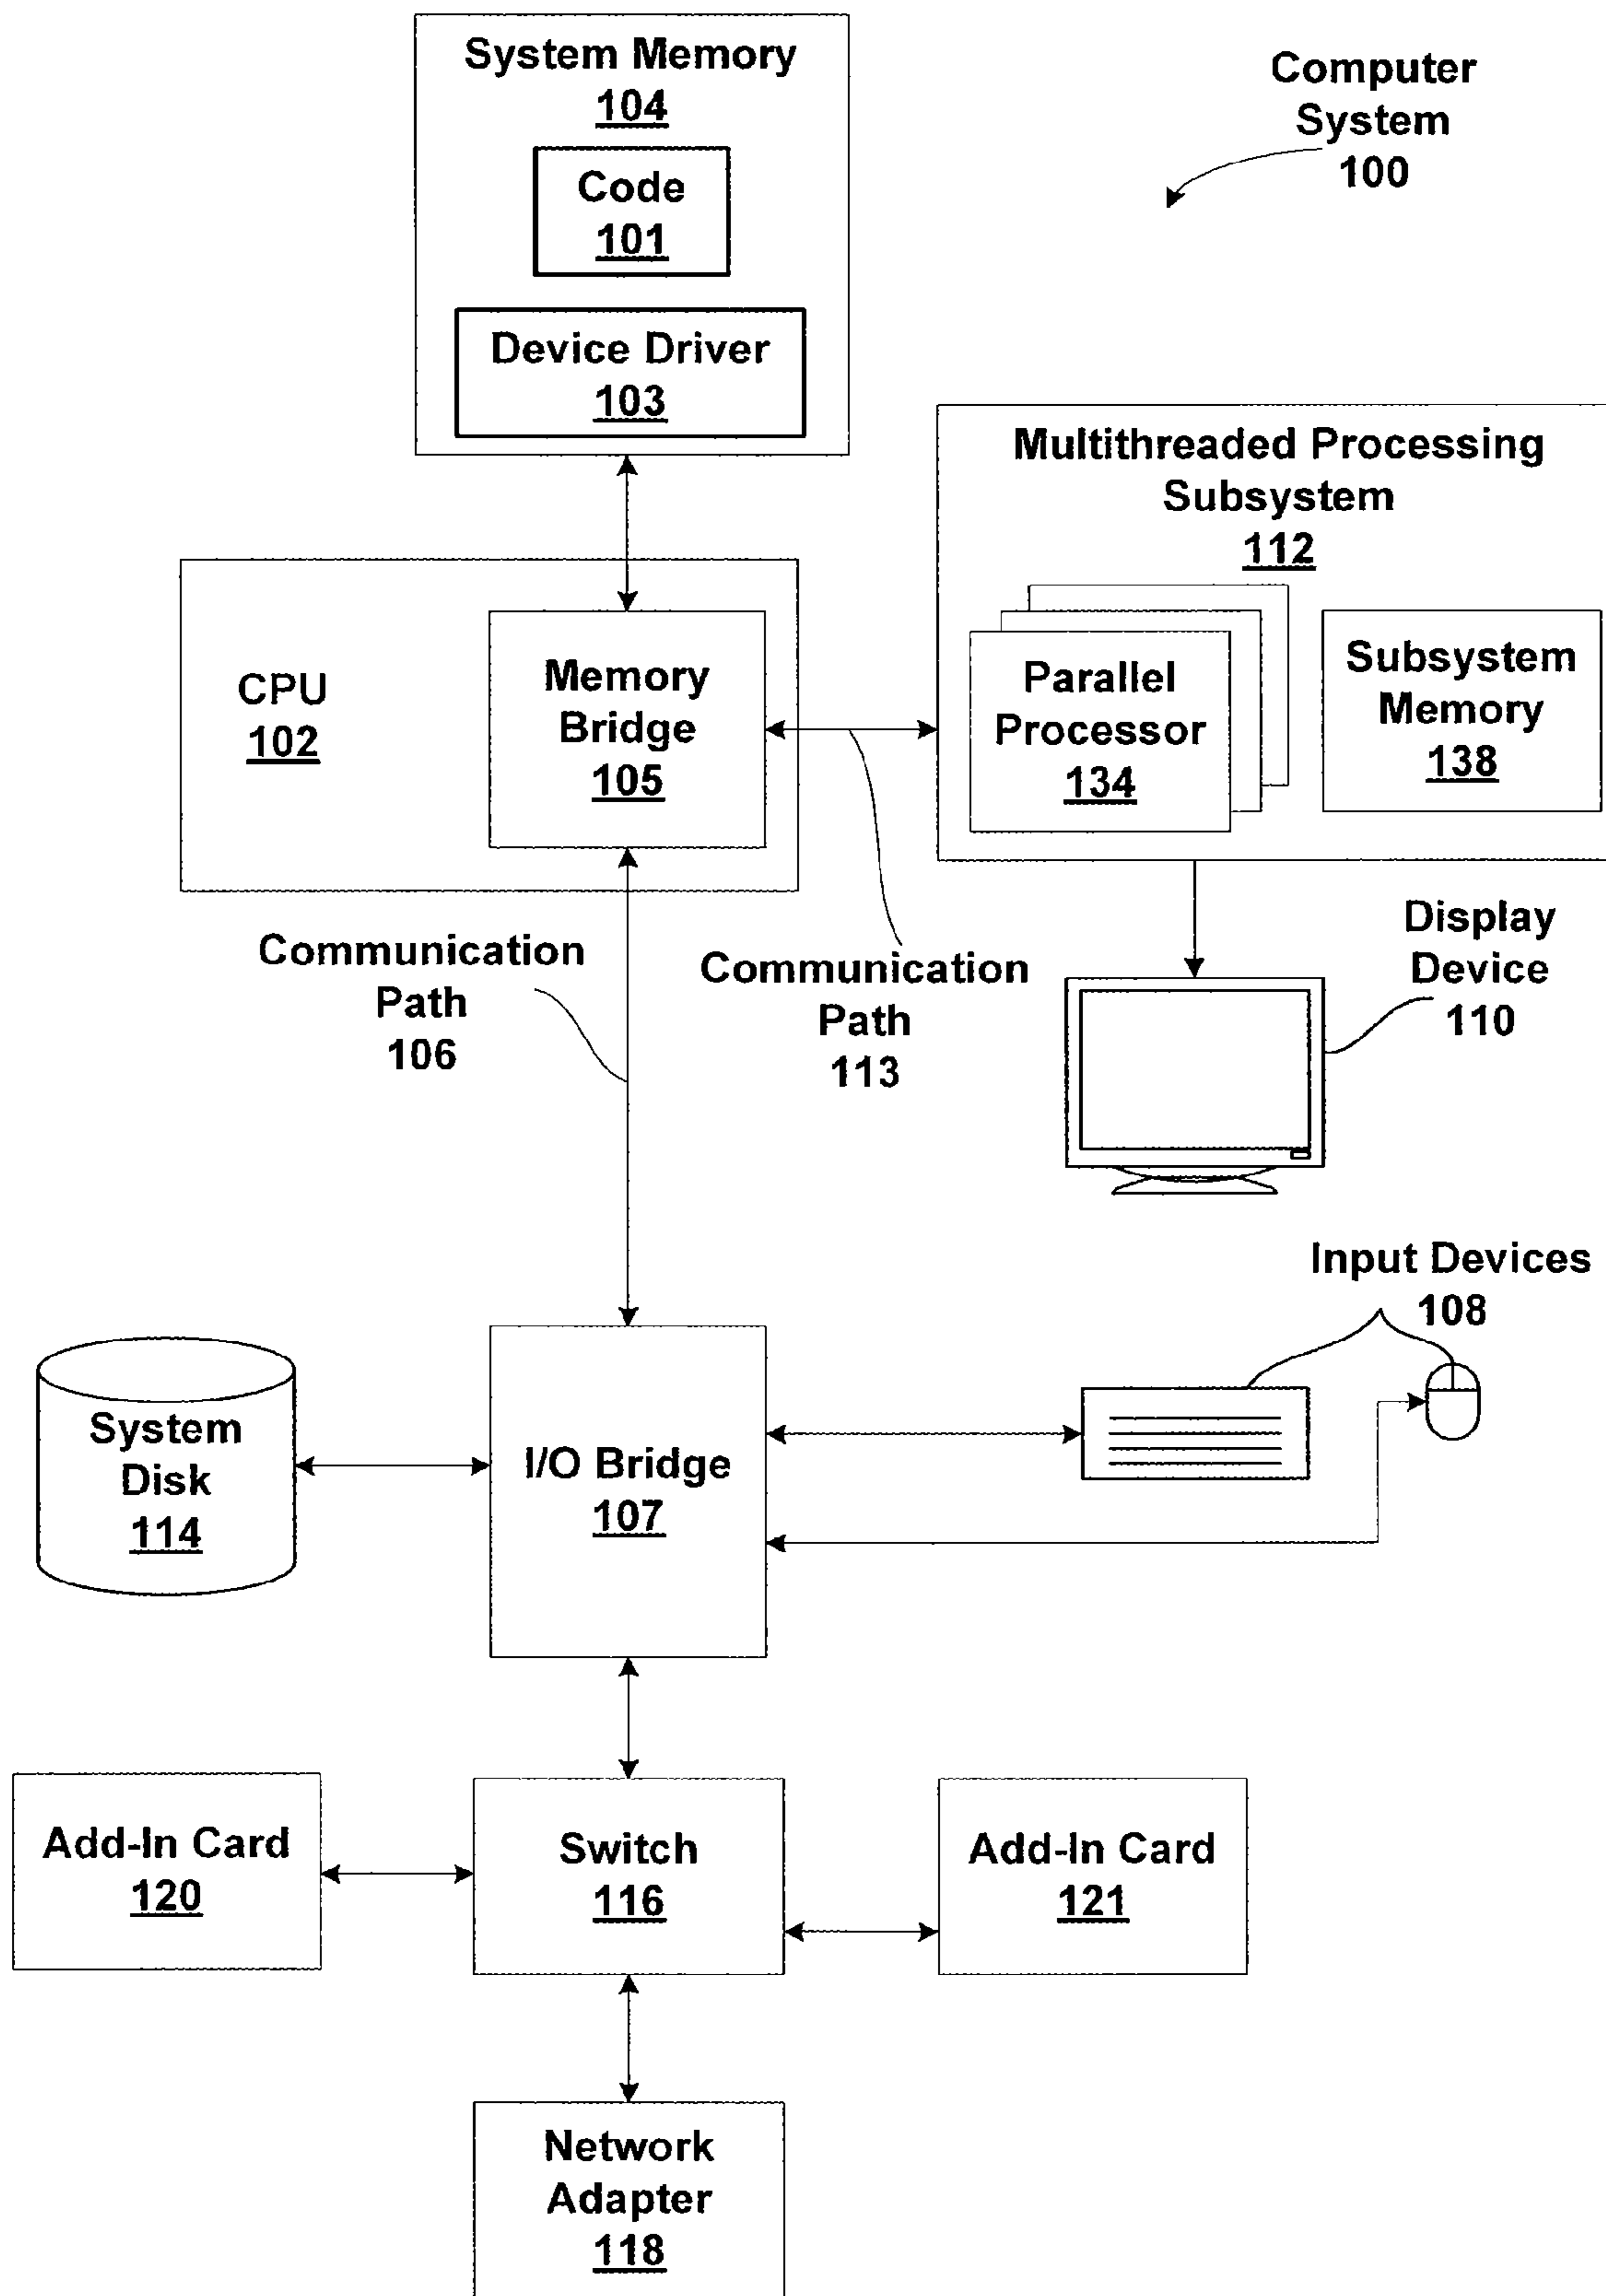 System Memory
104
Code
101
Device Driver
103
Computer
System
100
Multithreaded Processing
Subsystem
112
Parallel
Processor
134
Subsystem
Memory
138
CPU
102
Memory
Bridge
105
Communication
Path
106
Communication
Path
113
Display
Device
110
Input Devices
108
System
Disk
114
I/O Bridge
107
Add-In Card
120
Switch
116
Add-In Card
121
Network
Adapter
118